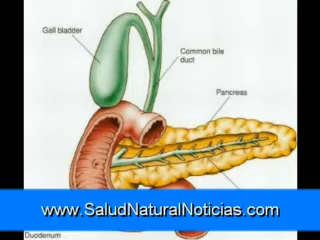 Gall bladder
Common bile
duct
Pancreas
www.SaludNaturalNoticias.com
Duodenum